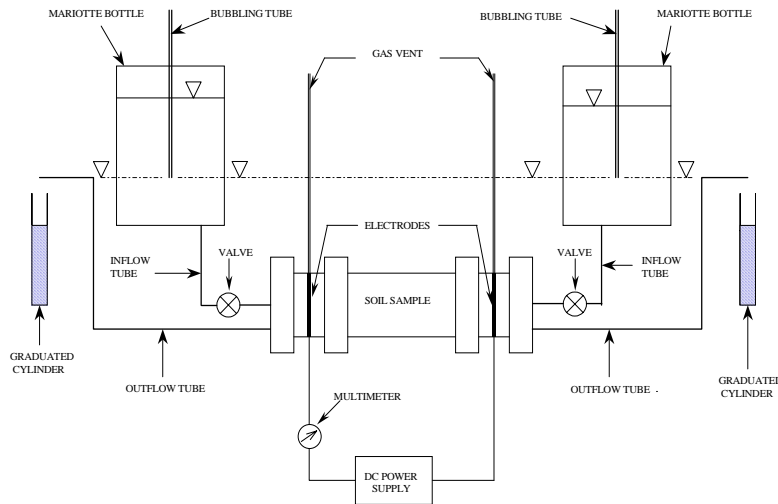 MARIOTTE BOTTLE
BUBBLING TUBE
BUBBLING TUBE
MARIOTTE BOTTLE
GAS VENT
ELECTRODES
VALVE
VALVE
INFLOW
TUBE
INFLOW
TUBE
SOIL SAMPLE
GRADUATED
CYLINDER
OUTFLOW TUBE
OUTFLOW TUBE .
GRADUATED
CYLINDER
MULTIMETER
DC POWER
SUPPLY